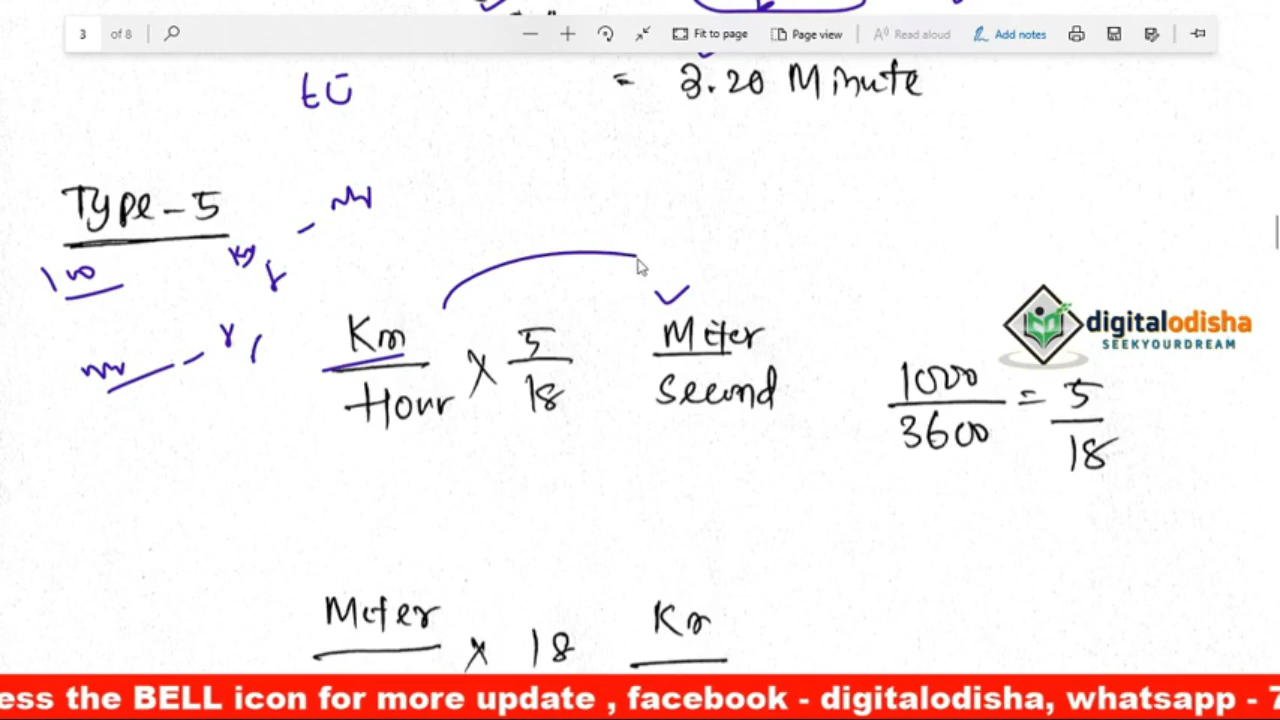 3 of 8 Fit to page Page view Read aloud Add notes
= 3.20 Minute
Type-5
100
Km × 5 Meter
Hour 18 Second
digitalodisha
SEEKYOURDREAM
1000 = 5
3600 18
Meter × 18 Km
ess the BELL icon for more update , facebook - digitalodisha, whatsapp - 7